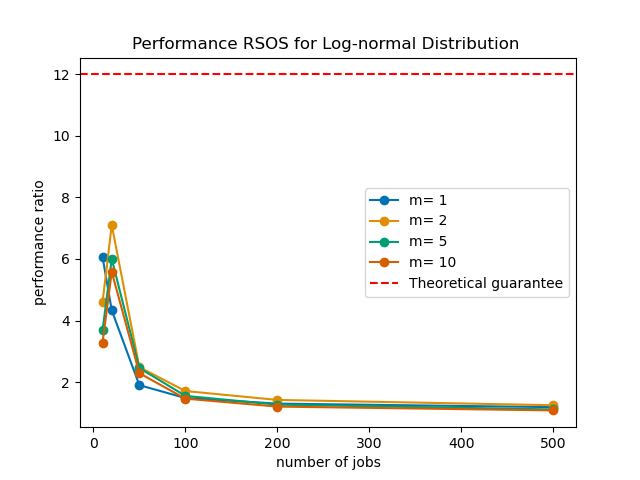 Performance RSOS for Log-normal Distribution
12
10
8
6
4
2
performance ratio
m= 1
m= 2
m= 5
m= 10
Theoretical guarantee
0 100 200 300 400 500
number of jobs